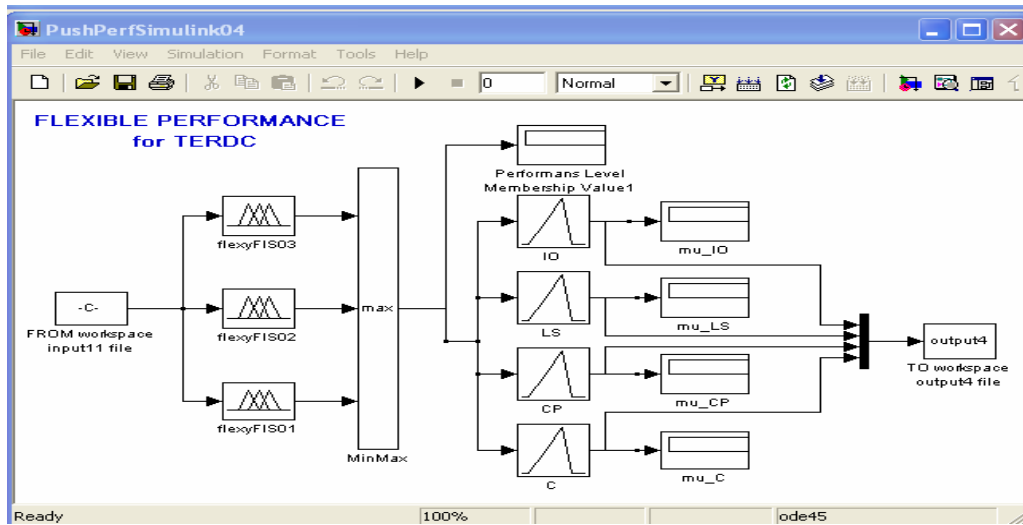 PushPerfSimulink04
File Edit View Simulation Format Tools Help
0 Normal
FLEXIBLE PERFORMANCE
for TERDC
Performans Level
Membership Value1
flexyFIS03
IO
mu_IO
-C-
FROM workspace
input11 file
flexyFIS02
max
LS
mu_LS
output4
TO workspace
output4 file
CP
mu_CP
flexyFIS01
MinMax
C
mu_C
Ready 100% ode45